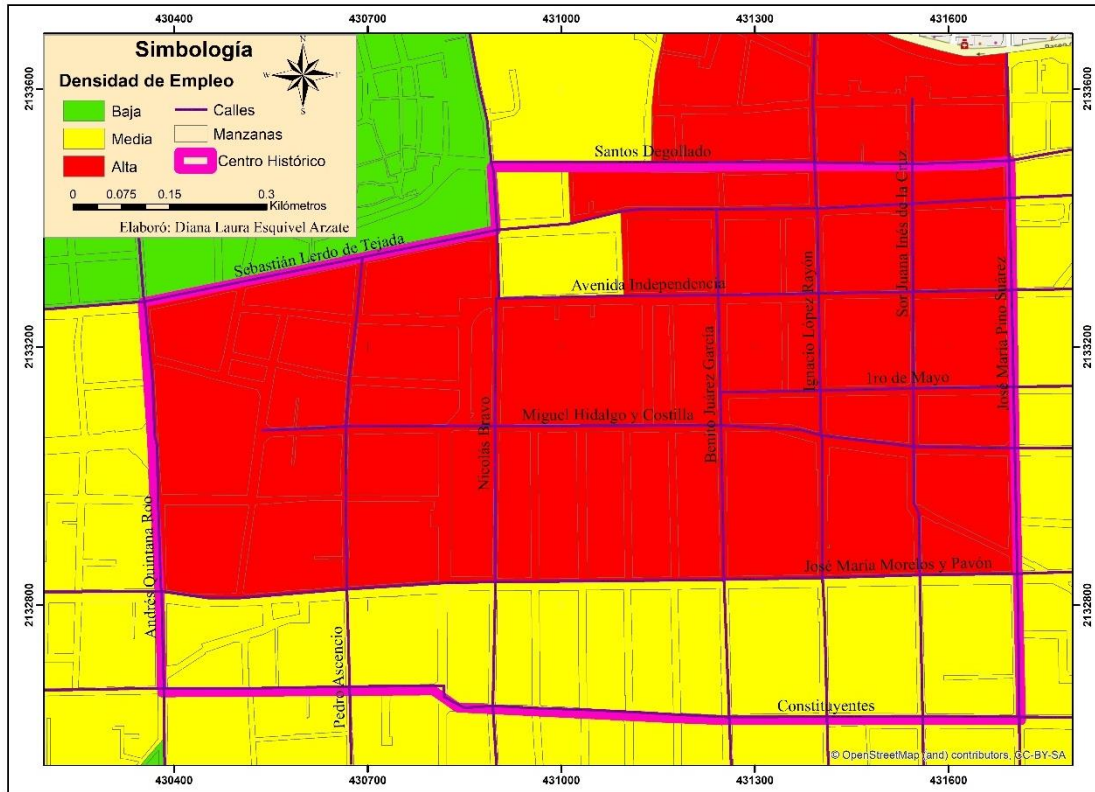 430400 430700 431000 431300 431600
Simbología
Densidad de Empleo
Baja
Media
Alta
Calles
Manzanas
Centro Histórico
N
W
S
0 0.075 0.15 0.3
Kilómetros
Elaboró: Diana Laura Esquivel Arzate
2133600
2133200
2132800
2133600
2133200
2132800
Santos Degollado
Sebastián Lerdo de Tejada
Avenida Independencia
Sor Juana Inés de la Cruz
Ignacio López Rayón
José María Pino Suarez
Benito Juárez García
1ro de Mayo
Miguel Hidalgo y Costilla
Nicolás Bravo
Andrés Quintana Roo
José María Morelos y Pavón
Pedro Ascencio
Constituyentes
© OpenStreetMap (and) contributors, CC-BY-SA
430400 430700 431000 431300 431600